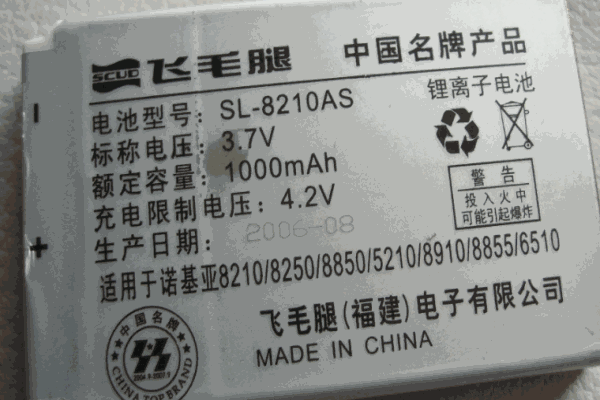 SCUD 飞毛腿 中国名牌产品
锂离子电池
电池型号：SL-8210AS
标称电压：3.7V
额定容量：1000mAh
充电限制电压：4.2V
生产日期：2006-08
警 告
投入火中
可能引起爆炸
适用于诺基亚8210/8250/8850/5210/8910/8855/6510
飞毛腿(福建)电子有限公司
MADE IN CHINA
中国名牌
CHINA TOP BRAND
－
+